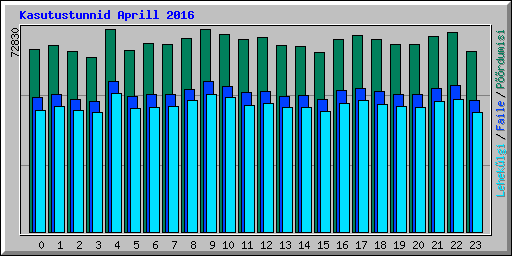 Kasutustunnid Aprill 2016
72830
Lehekülgi / Faile / Pöördumisi
0 1 2 3 4 5 6 7 8 9 10 11 12 13 14 15 16 17 18 19 20 21 22 23